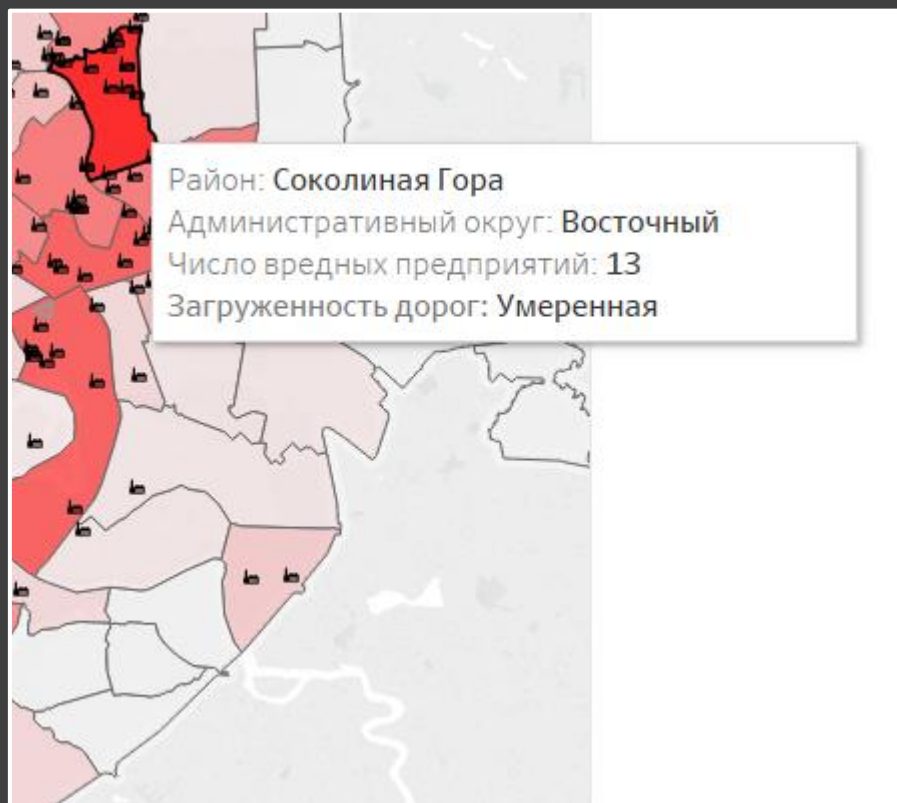 Район: Соколиная Гора
Административный округ: Восточный
Число вредных предприятий: 13
Загруженность дорог: Умеренная